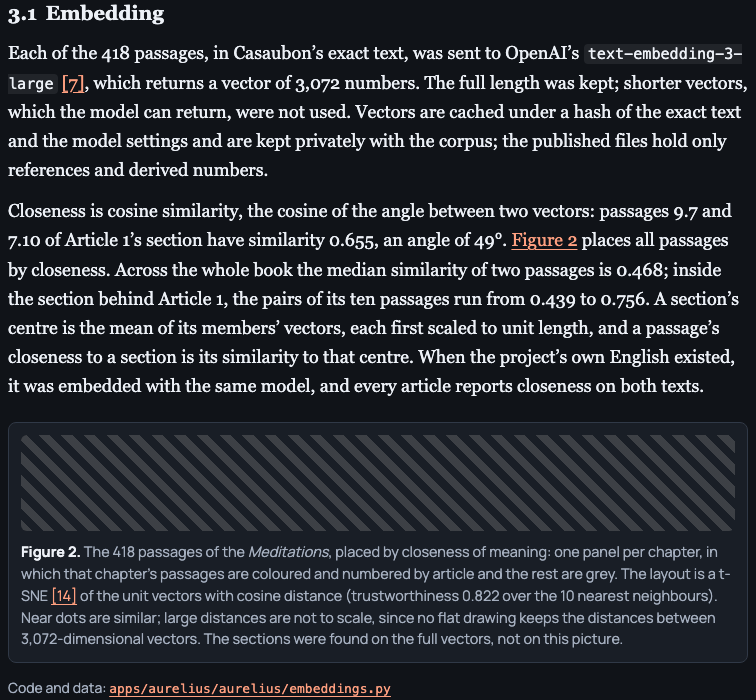 3.1 Embedding
Each of the 418 passages, in Casaubon’s exact text, was sent to OpenAI’s text-embedding-3-
large [7], which returns a vector of 3,072 numbers. The full length was kept; shorter vectors,
which the model can return, were not used. Vectors are cached under a hash of the exact text
and the model settings and are kept privately with the corpus; the published files hold only
references and derived numbers.
Closeness is cosine similarity, the cosine of the angle between two vectors: passages 9.7 and
7.10 of Article 1’s section have similarity 0.655, an angle of 49°. Figure 2 places all passages
by closeness. Across the whole book the median similarity of two passages is 0.468; inside
the section behind Article 1, the pairs of its ten passages run from 0.439 to 0.756. A section’s
centre is the mean of its members’ vectors, each first scaled to unit length, and a passage’s
closeness to a section is its similarity to that centre. When the project’s own English existed,
it was embedded with the same model, and every article reports closeness on both texts.
Figure 2. The 418 passages of the Meditations, placed by closeness of meaning: one panel per chapter, in
which that chapter’s passages are coloured and numbered by article and the rest are grey. The layout is a t-
SNE [14] of the unit vectors with cosine distance (trustworthiness 0.822 over the 10 nearest neighbours).
Near dots are similar; large distances are not to scale, since no flat drawing keeps the distances between
3,072-dimensional vectors. The sections were found on the full vectors, not on this picture.
Code and data: apps/aurelius/aurelius/embeddings.py